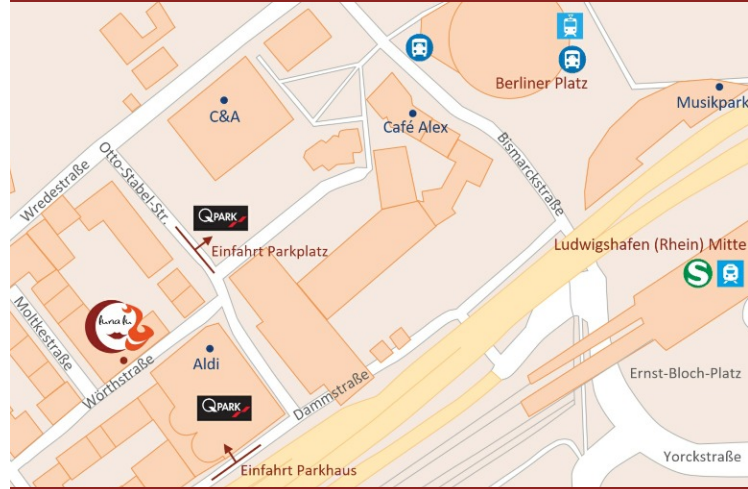 Berliner Platz
Musikpark
C&A
Café Alex
Bismarckstraße
Otto-Stabel-Str.
Wredestraße
QPARK
Einfahrt Parkplatz
Ludwigshafen (Rhein) Mitte
S
Moltkestraße
lunalu
Wörthstraße
Aldi
Ernst-Bloch-Platz
Dammstraße
QPARK
Einfahrt Parkhaus
Yorckstraße